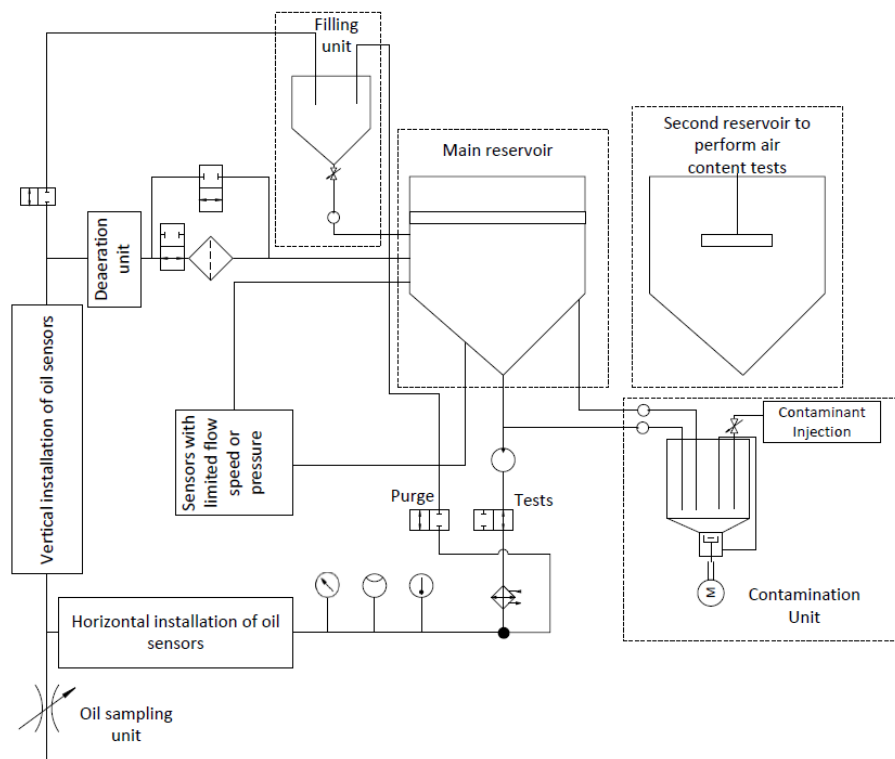 Filling
unit
Main reservoir
Second reservoir to
perform air
content tests
Deaeration
unit
Vertical installation of oil sensors
Sensors with
limited flow
speed or
pressure
Contaminant
Injection
Purge
Tests
M
Contamination
Unit
Horizontal installation of oil
sensors
Oil sampling
unit